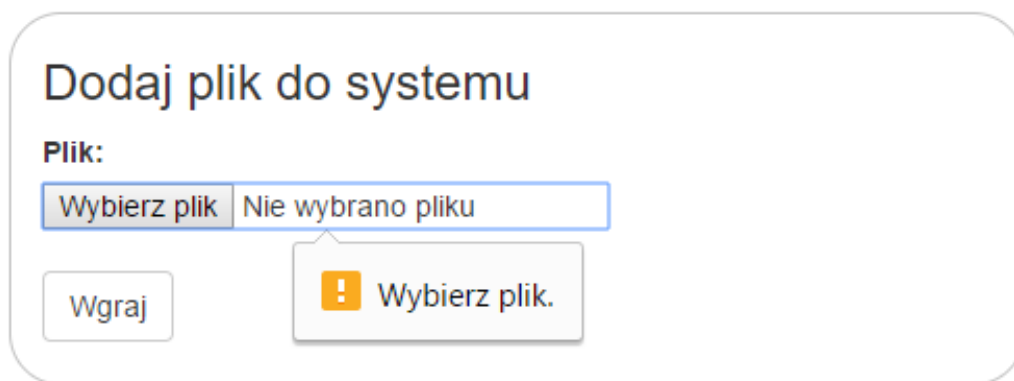 Dodaj plik do systemu
Plik:
Wybierz plik Nie wybrano pliku
Wybierz plik.
Wgraj